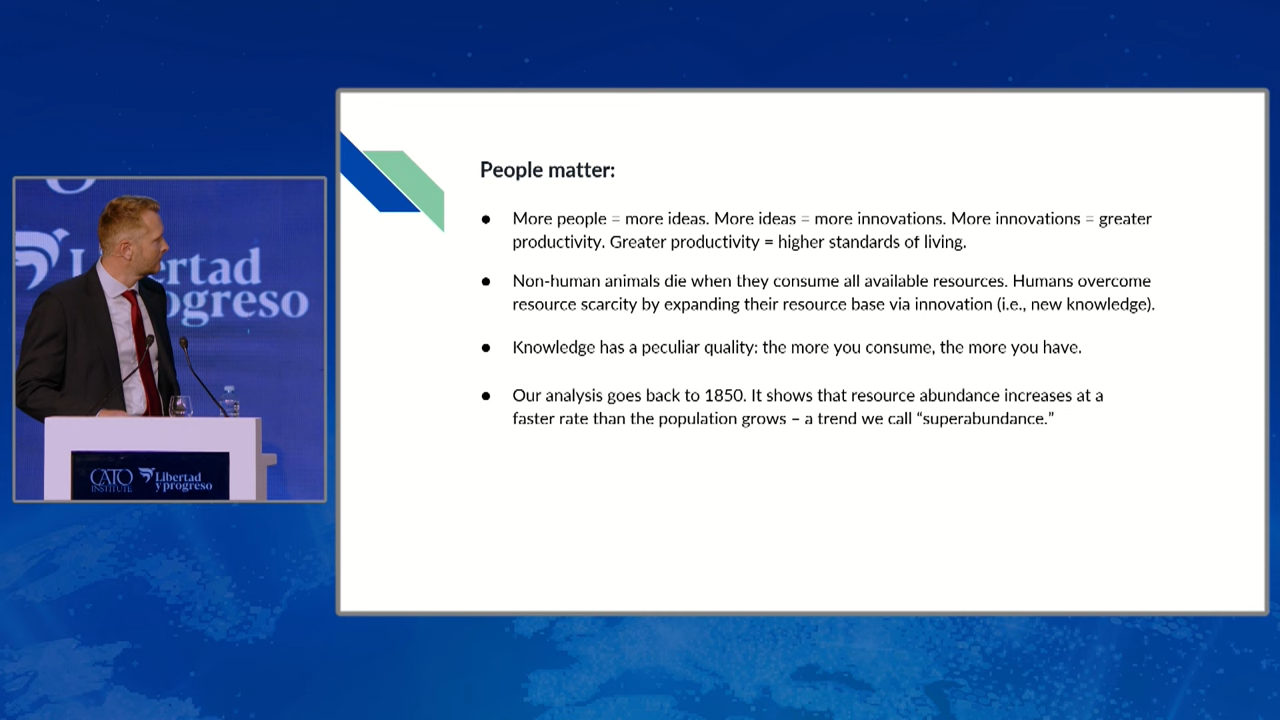 People matter:
More people = more ideas. More ideas = more innovations. More innovations = greater
productivity. Greater productivity = higher standards of living.
Non-human animals die when they consume all available resources. Humans overcome
resource scarcity by expanding their resource base via innovation (i.e., new knowledge).
Knowledge has a peculiar quality: the more you consume, the more you have.
Our analysis goes back to 1850. It shows that resource abundance increases at a
faster rate than the population grows – a trend we call “superabundance.”
ertad
ogreso
CATO
INSTITUTE
Libertad
y progreso